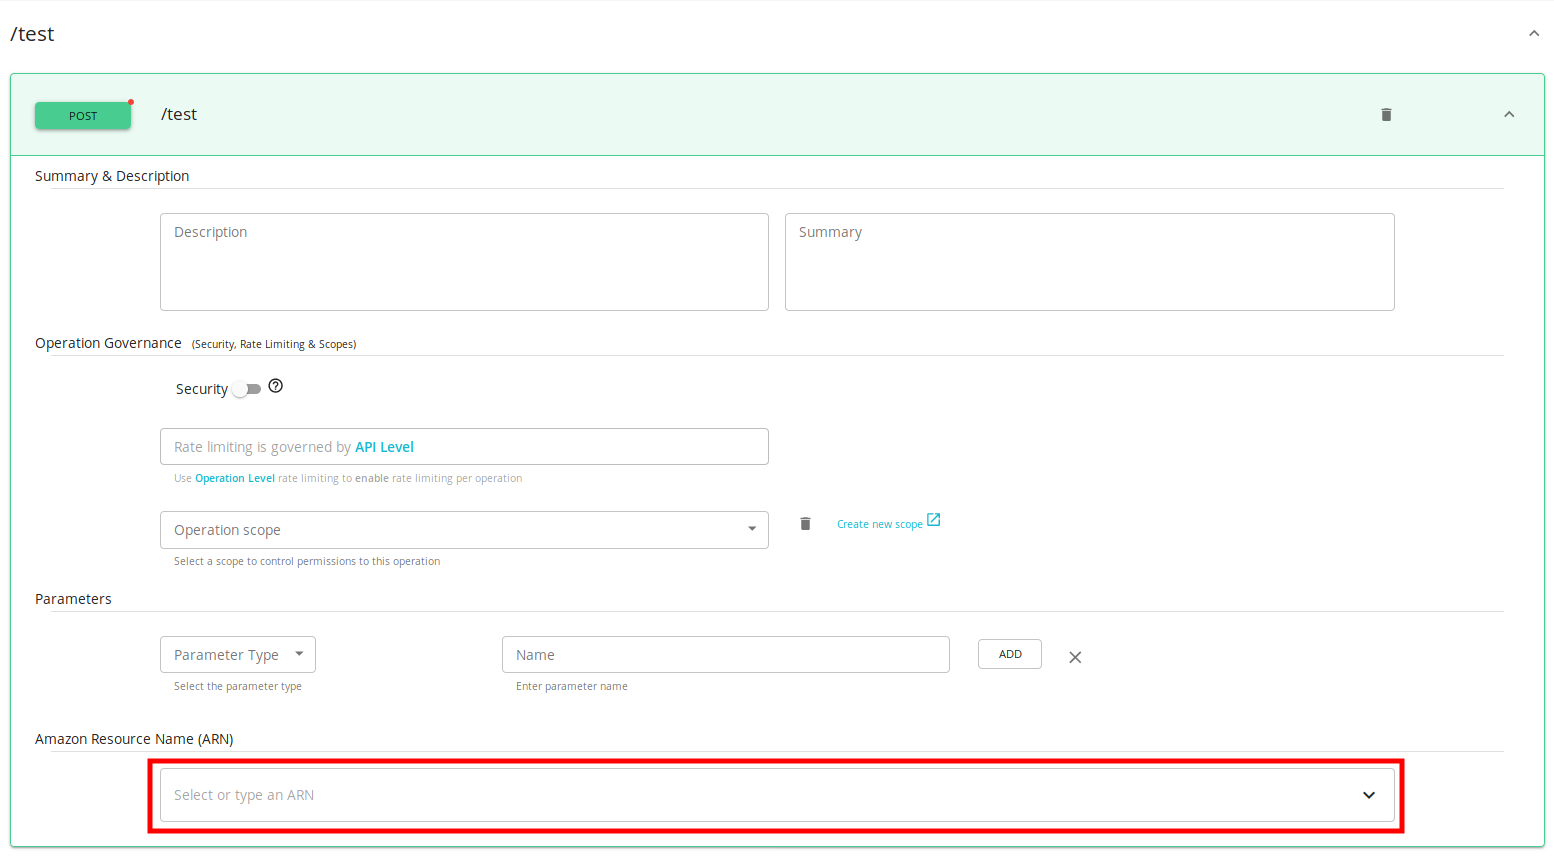 /test
POST /test
Summary & Description
Description Summary
Operation Governance (Security, Rate Limiting & Scopes)
Security
Rate limiting is governed by API Level
Use Operation Level rate limiting to enable rate limiting per operation
Operation scope Create new scope
Select a scope to control permissions to this operation
Parameters
Parameter Type Name ADD
Select the parameter type Enter parameter name
Amazon Resource Name (ARN)
Select or type an ARN